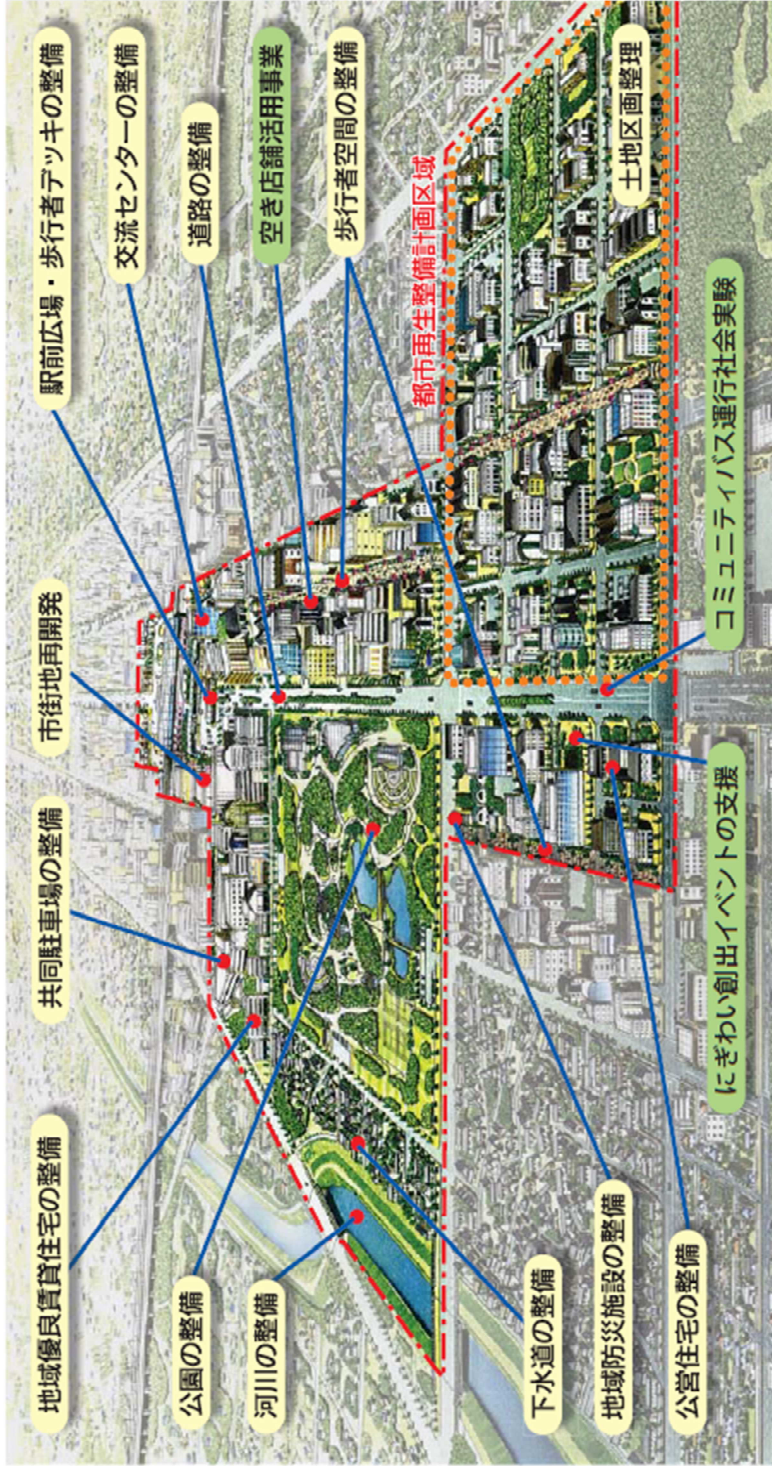 地域優良賃貸住宅の整備
共同駐車場の整備
市街地再開発
駅前広場・歩行者デッキの整備
交流センターの整備
道路の整備
空き店舗活用事業
歩行者空間の整備
公園の整備
河川の整備
都市再生整備計画区域
土地区画整理
下水道の整備
地域防災施設の整備
公営住宅の整備
にぎわい創出イベントの支援
コミュニティバス運行社会実験